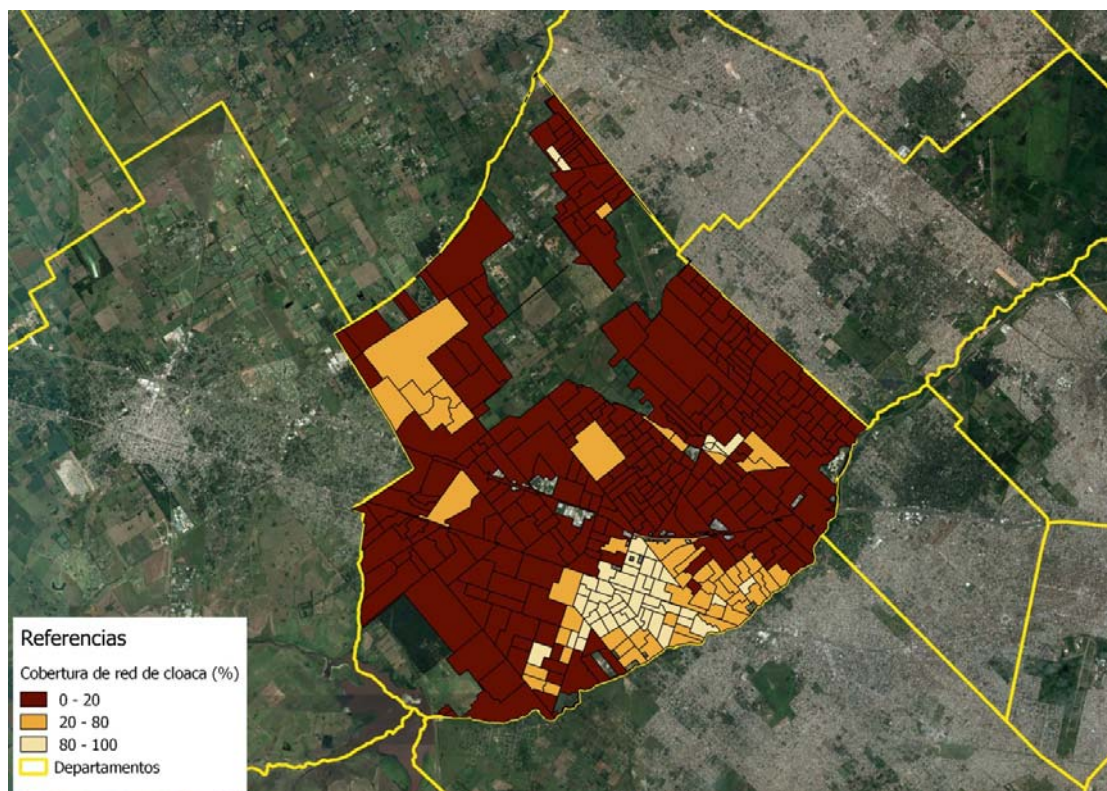 Referencias
Cobertura de red de cloaca (%)
0 - 20
20 - 80
80 - 100
Departamentos